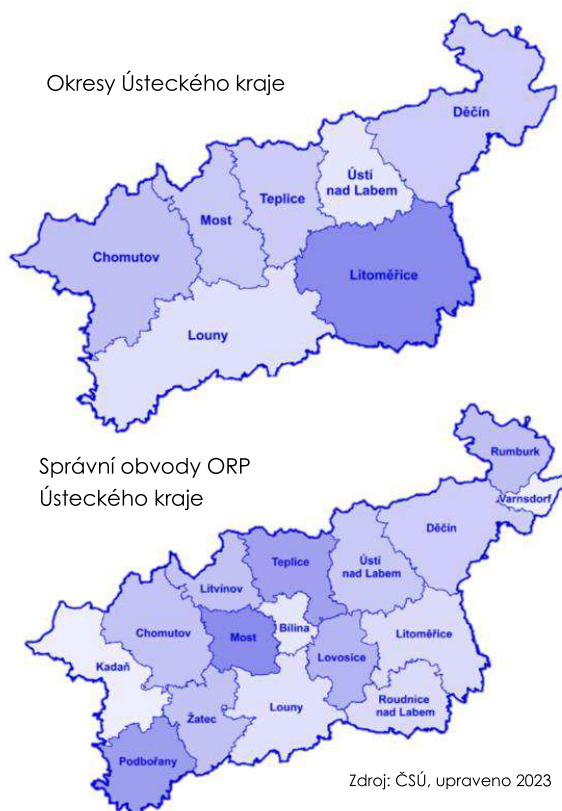 Okresy Ústeckého kraje
Děčín
Ústí
nad Labem
Teplice
Most
Chomutov
Litoměřice
Louny
Správní obvody ORP
Ústeckého kraje
Rumburk
Varnsdorf
Děčín
Teplice
Ústí
nad Labem
Litvínov
Bílina
Chomutov
Most
Litoměřice
Lovosice
Kadaň
Roudnice
nad Labem
Louny
Žatec
Podbořany
Zdroj: ČSÚ, upraveno 2023